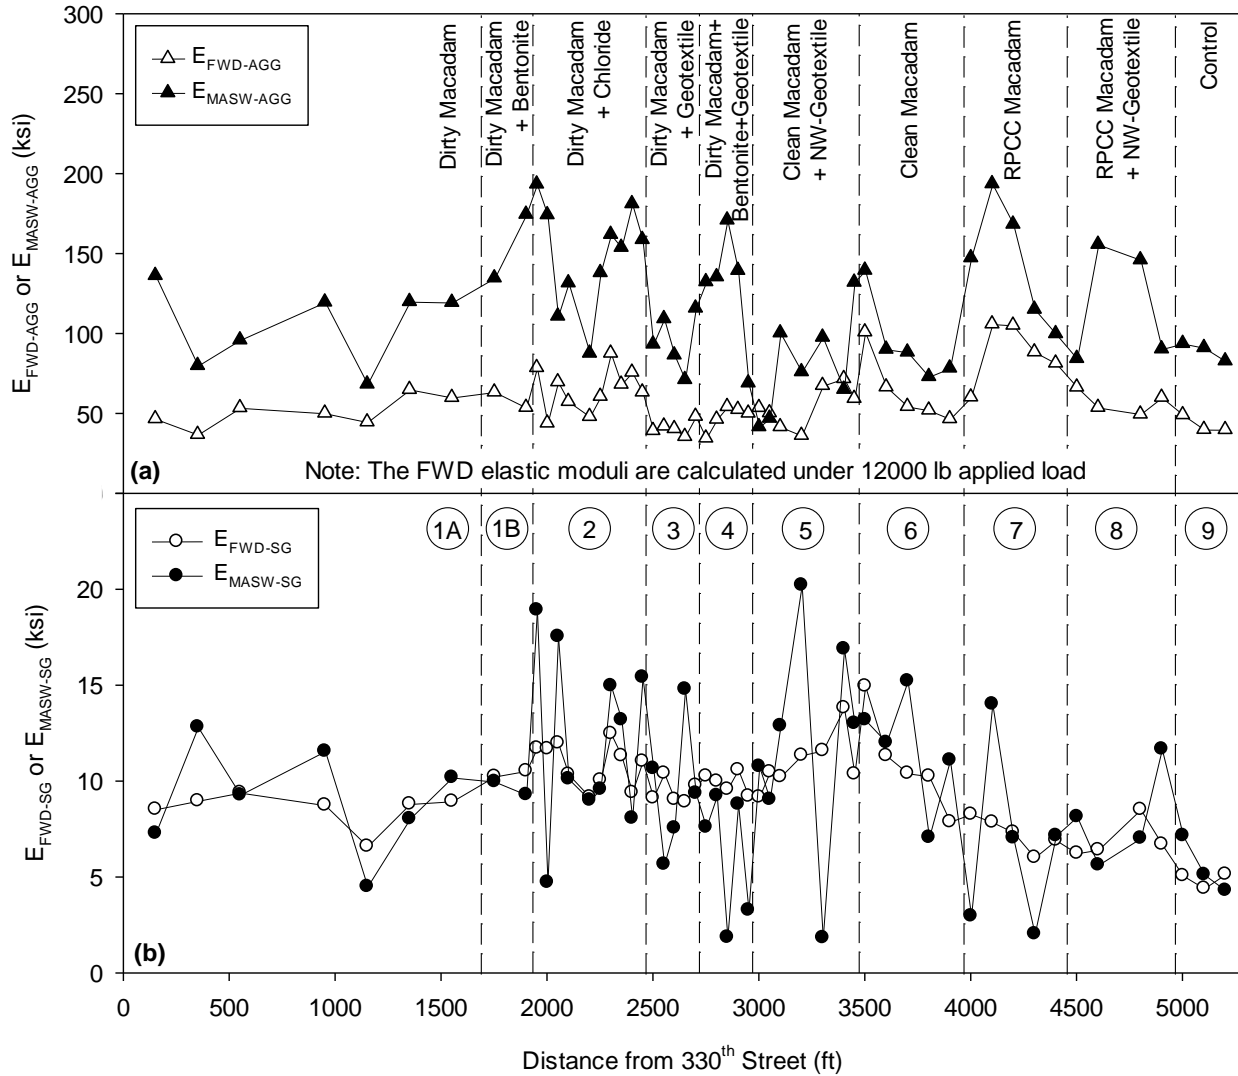 300
250
200
150
100
50
E_FWD-AGG or E_MASW-AGG (ksi)
E_FWD-AGG
E_MASW-AGG
Dirty Macadam
Dirty Macadam
+ Bentonite
Dirty Macadam
+ Chloride
Dirty Macadam
+ Geotextile
Dirty Macadam+
Bentonite+Geotextile
Clean Macadam
+ NW-Geotextile
Clean Macadam
RPCC Macadam
RPCC Macadam
+ NW-Geotextile
Control
(a)
Note: The FWD elastic moduli are calculated under 12000 lb applied load
E_FWD-SG
E_MASW-SG
1A
1B
2
3
4
5
6
7
8
9
20
15
10
5
0
E_FWD-SG or E_MASW-SG (ksi)
(b)
0 500 1000 1500 2000 2500 3000 3500 4000 4500 5000
Distance from 330th Street (ft)